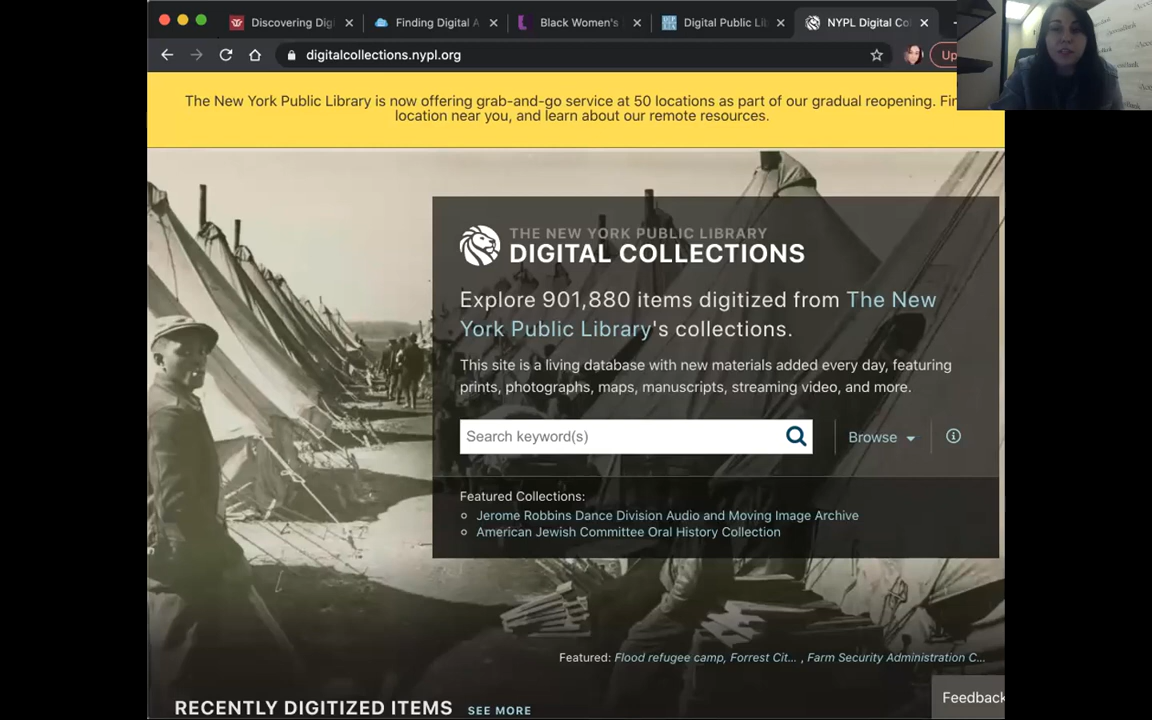 Discovering Dig
Finding Digital A
Black Women's
Digital Public Li
NYPL Digital Co
digitalcollections.nypl.org
Up
The New York Public Library is now offering grab-and-go service at 50 locations as part of our gradual reopening. Fin
location near you, and learn about our remote resources.
THE NEW YORK PUBLIC LIBRARY
DIGITAL COLLECTIONS
Explore 901,880 items digitized from The New
York Public Library's collections.
This site is a living database with new materials added every day, featuring
prints, photographs, maps, manuscripts, streaming video, and more.
Search keyword(s)
Browse
Featured Collections:
Jerome Robbins Dance Division Audio and Moving Image Archive
American Jewish Committee Oral History Collection
Featured: Flood refugee camp, Forrest Cit... , Farm Security Administration C...
Feedback
RECENTLY DIGITIZED ITEMS SEE MORE